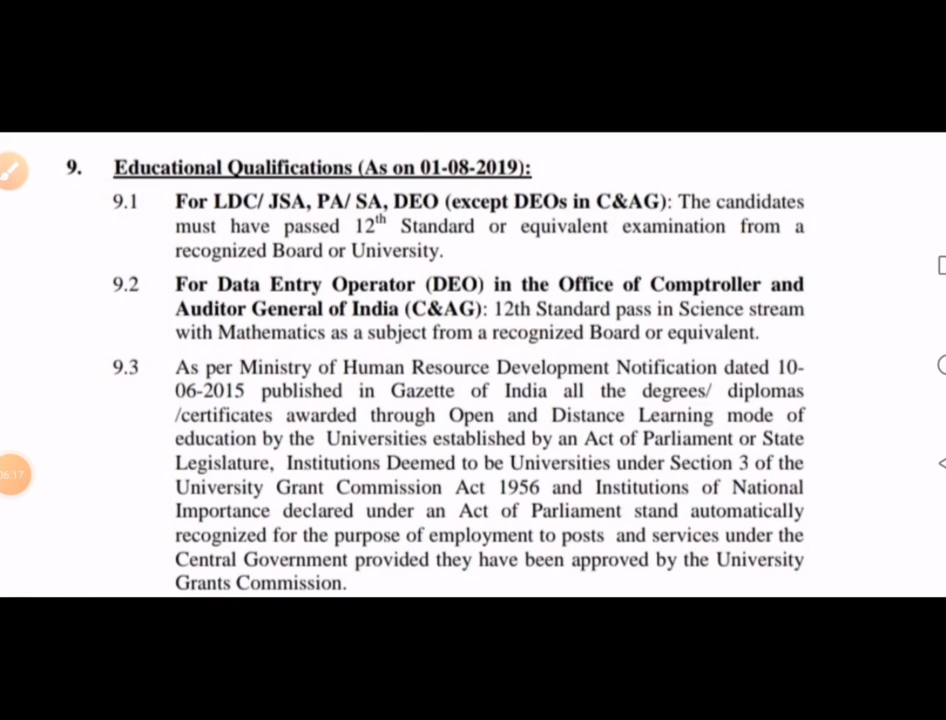 9. Educational Qualifications (As on 01-08-2019):
9.1 For LDC/ JSA, PA/ SA, DEO (except DEOs in C&AG): The candidates
must have passed 12th Standard or equivalent examination from a
recognized Board or University.
9.2 For Data Entry Operator (DEO) in the Office of Comptroller and
Auditor General of India (C&AG): 12th Standard pass in Science stream
with Mathematics as a subject from a recognized Board or equivalent.
9.3 As per Ministry of Human Resource Development Notification dated 10-
06-2015 published in Gazette of India all the degrees/ diplomas
/certificates awarded through Open and Distance Learning mode of
education by the Universities established by an Act of Parliament or State
Legislature, Institutions Deemed to be Universities under Section 3 of the
06:17
University Grant Commission Act 1956 and Institutions of National
Importance declared under an Act of Parliament stand automatically
recognized for the purpose of employment to posts and services under the
Central Government provided they have been approved by the University
Grants Commission.